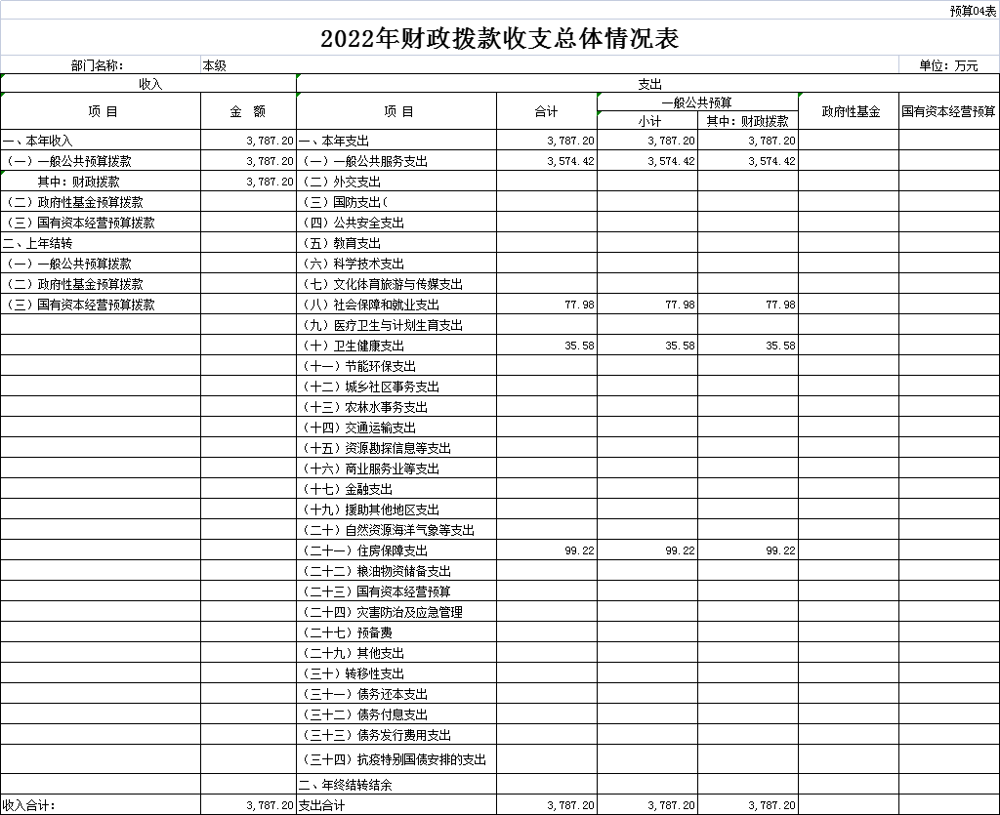 预算04表
2022年财政拨款收支总体情况表
部门名称： 本级 单位：万元
收入 支出
项 目 金 额 项 目 合计 一般公共预算 政府性基金 国有资本经营预算
小计 其中：财政拨款
一、本年收入 3,787.20 一、本年支出 3,787.20 3,787.20 3,787.20
（一）一般公共预算拨款 3,787.20 （一）一般公共服务支出 3,574.42 3,574.42 3,574.42
其中：财政拨款 3,787.20 （二）外交支出
（二）政府性基金预算拨款 （三）国防支出(
（三）国有资本经营预算拨款 （四）公共安全支出
二、上年结转 （五）教育支出
（一）一般公共预算拨款 （六）科学技术支出
（二）政府性基金预算拨款 （七）文化体育旅游与传媒支出
（三）国有资本经营预算拨款 （八）社会保障和就业支出 77.98 77.98 77.98
（九）医疗卫生与计划生育支出
（十）卫生健康支出 35.58 35.58 35.58
（十一）节能环保支出
（十二）城乡社区事务支出
（十三）农林水事务支出
（十四）交通运输支出
（十五）资源勘探信息等支出
（十六）商业服务业等支出
（十七）金融支出
（十九）援助其他地区支出
（二十）自然资源海洋气象等支出
（二十一）住房保障支出 99.22 99.22 99.22
（二十二）粮油物资储备支出
（二十三）国有资本经营预算
（二十四）灾害防治及应急管理
（二十七）预备费
（二十九）其他支出
（三十）转移性支出
（三十一）债务还本支出
（三十二）债务付息支出
（三十三）债务发行费用支出
（三十四）抗疫特别国债安排的支出
二、年终结转结余
收入合计： 3,787.20 支出合计 3,787.20 3,787.20 3,787.20